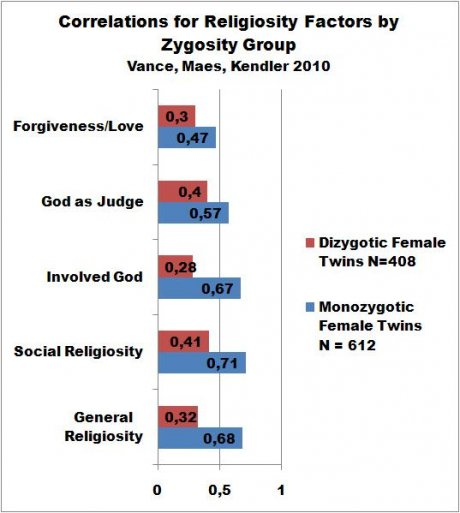 Correlations for Religiosity Factors by
Zygosity Group
Vance, Maes, Kendler 2010
Forgiveness/Love
0,3
0,47
God as Judge
0,4
0,57
Involved God
0,28
0,67
Social Religiosity
0,41
0,71
General
Religiosity
0,32
0,68
0
0,5
1
Dizygotic Female
Twins N=408
Monozygotic
Female Twins
N = 612